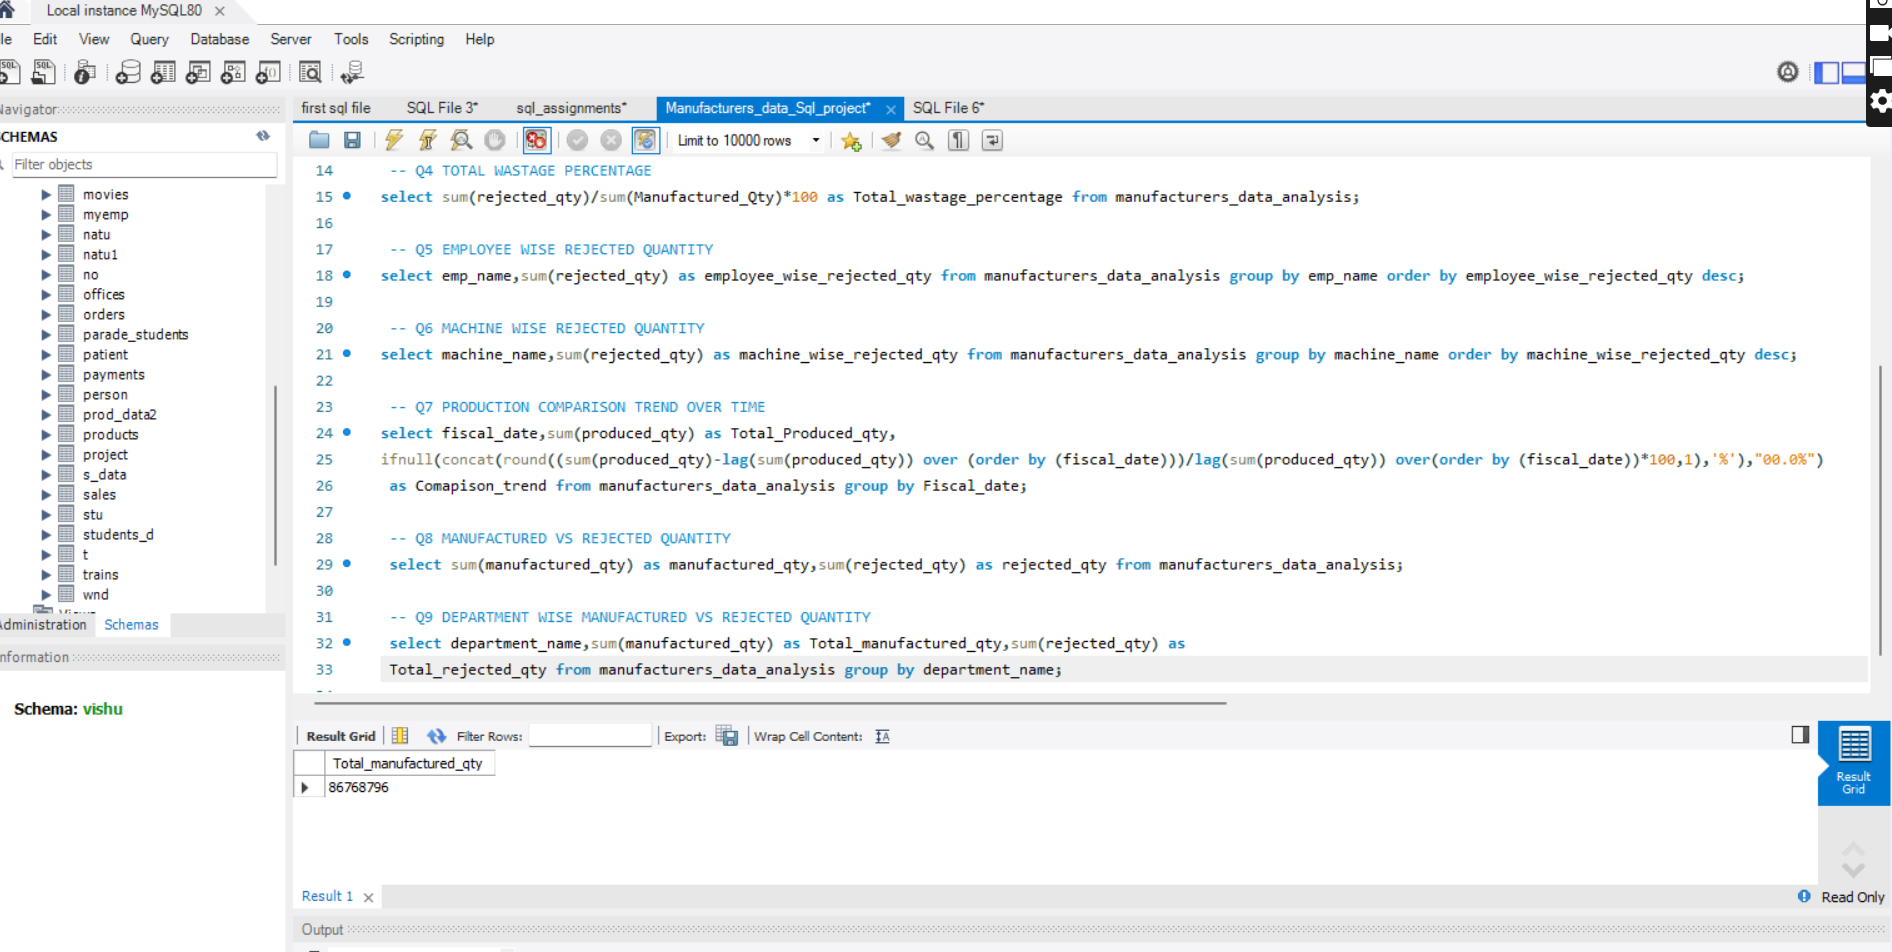 Local instance MySQL80
Edit View Query Database Server Tools Scripting Help
first sql file SQL File 3* sql_assignments* Manufacturers_data_Sql_project* SQL File 6*
SCHEMAS
Filter objects
Limit to 10000 rows
movies
myemp
natu
natu1
no
offices
orders
parade_students
patient
payments
person
prod_data2
products
project
s_data
sales
stu
students_d
t
trains
wnd
Administration Schemas
Schema: vishu
14 -- Q4 TOTAL WASTAGE PERCENTAGE
15 select sum(rejected_qty)/sum(Manufactured_Qty)*100 as Total_wastage_percentage from manufacturers_data_analysis;
16
17 -- Q5 EMPLOYEE WISE REJECTED QUANTITY
18 select emp_name,sum(rejected_qty) as employee_wise_rejected_qty from manufacturers_data_analysis group by emp_name order by employee_wise_rejected_qty desc;
19
20 -- Q6 MACHINE WISE REJECTED QUANTITY
21 select machine_name,sum(rejected_qty) as machine_wise_rejected_qty from manufacturers_data_analysis group by machine_name order by machine_wise_rejected_qty desc;
22
23 -- Q7 PRODUCTION COMPARISON TREND OVER TIME
24 select fiscal_date,sum(produced_qty) as Total_Produced_qty,
25 ifnull(concat(round((sum(produced_qty)-lag(sum(produced_qty)) over (order by (fiscal_date)))/lag(sum(produced_qty)) over(order by (fiscal_date))*100,1),'%'),"00.0%")
26 as Comapison_trend from manufacturers_data_analysis group by Fiscal_date;
27
28 -- Q8 MANUFACTURED VS REJECTED QUANTITY
29 select sum(manufactured_qty) as manufactured_qty,sum(rejected_qty) as rejected_qty from manufacturers_data_analysis;
30
31 -- Q9 DEPARTMENT WISE MANUFACTURED VS REJECTED QUANTITY
32 select department_name,sum(manufactured_qty) as Total_manufactured_qty,sum(rejected_qty) as
33 Total_rejected_qty from manufacturers_data_analysis group by department_name;
Result Grid Filter Rows: Export: Wrap Cell Content:
Total_manufactured_qty
86768796
Result
Grid
Result 1
Read Only
Output